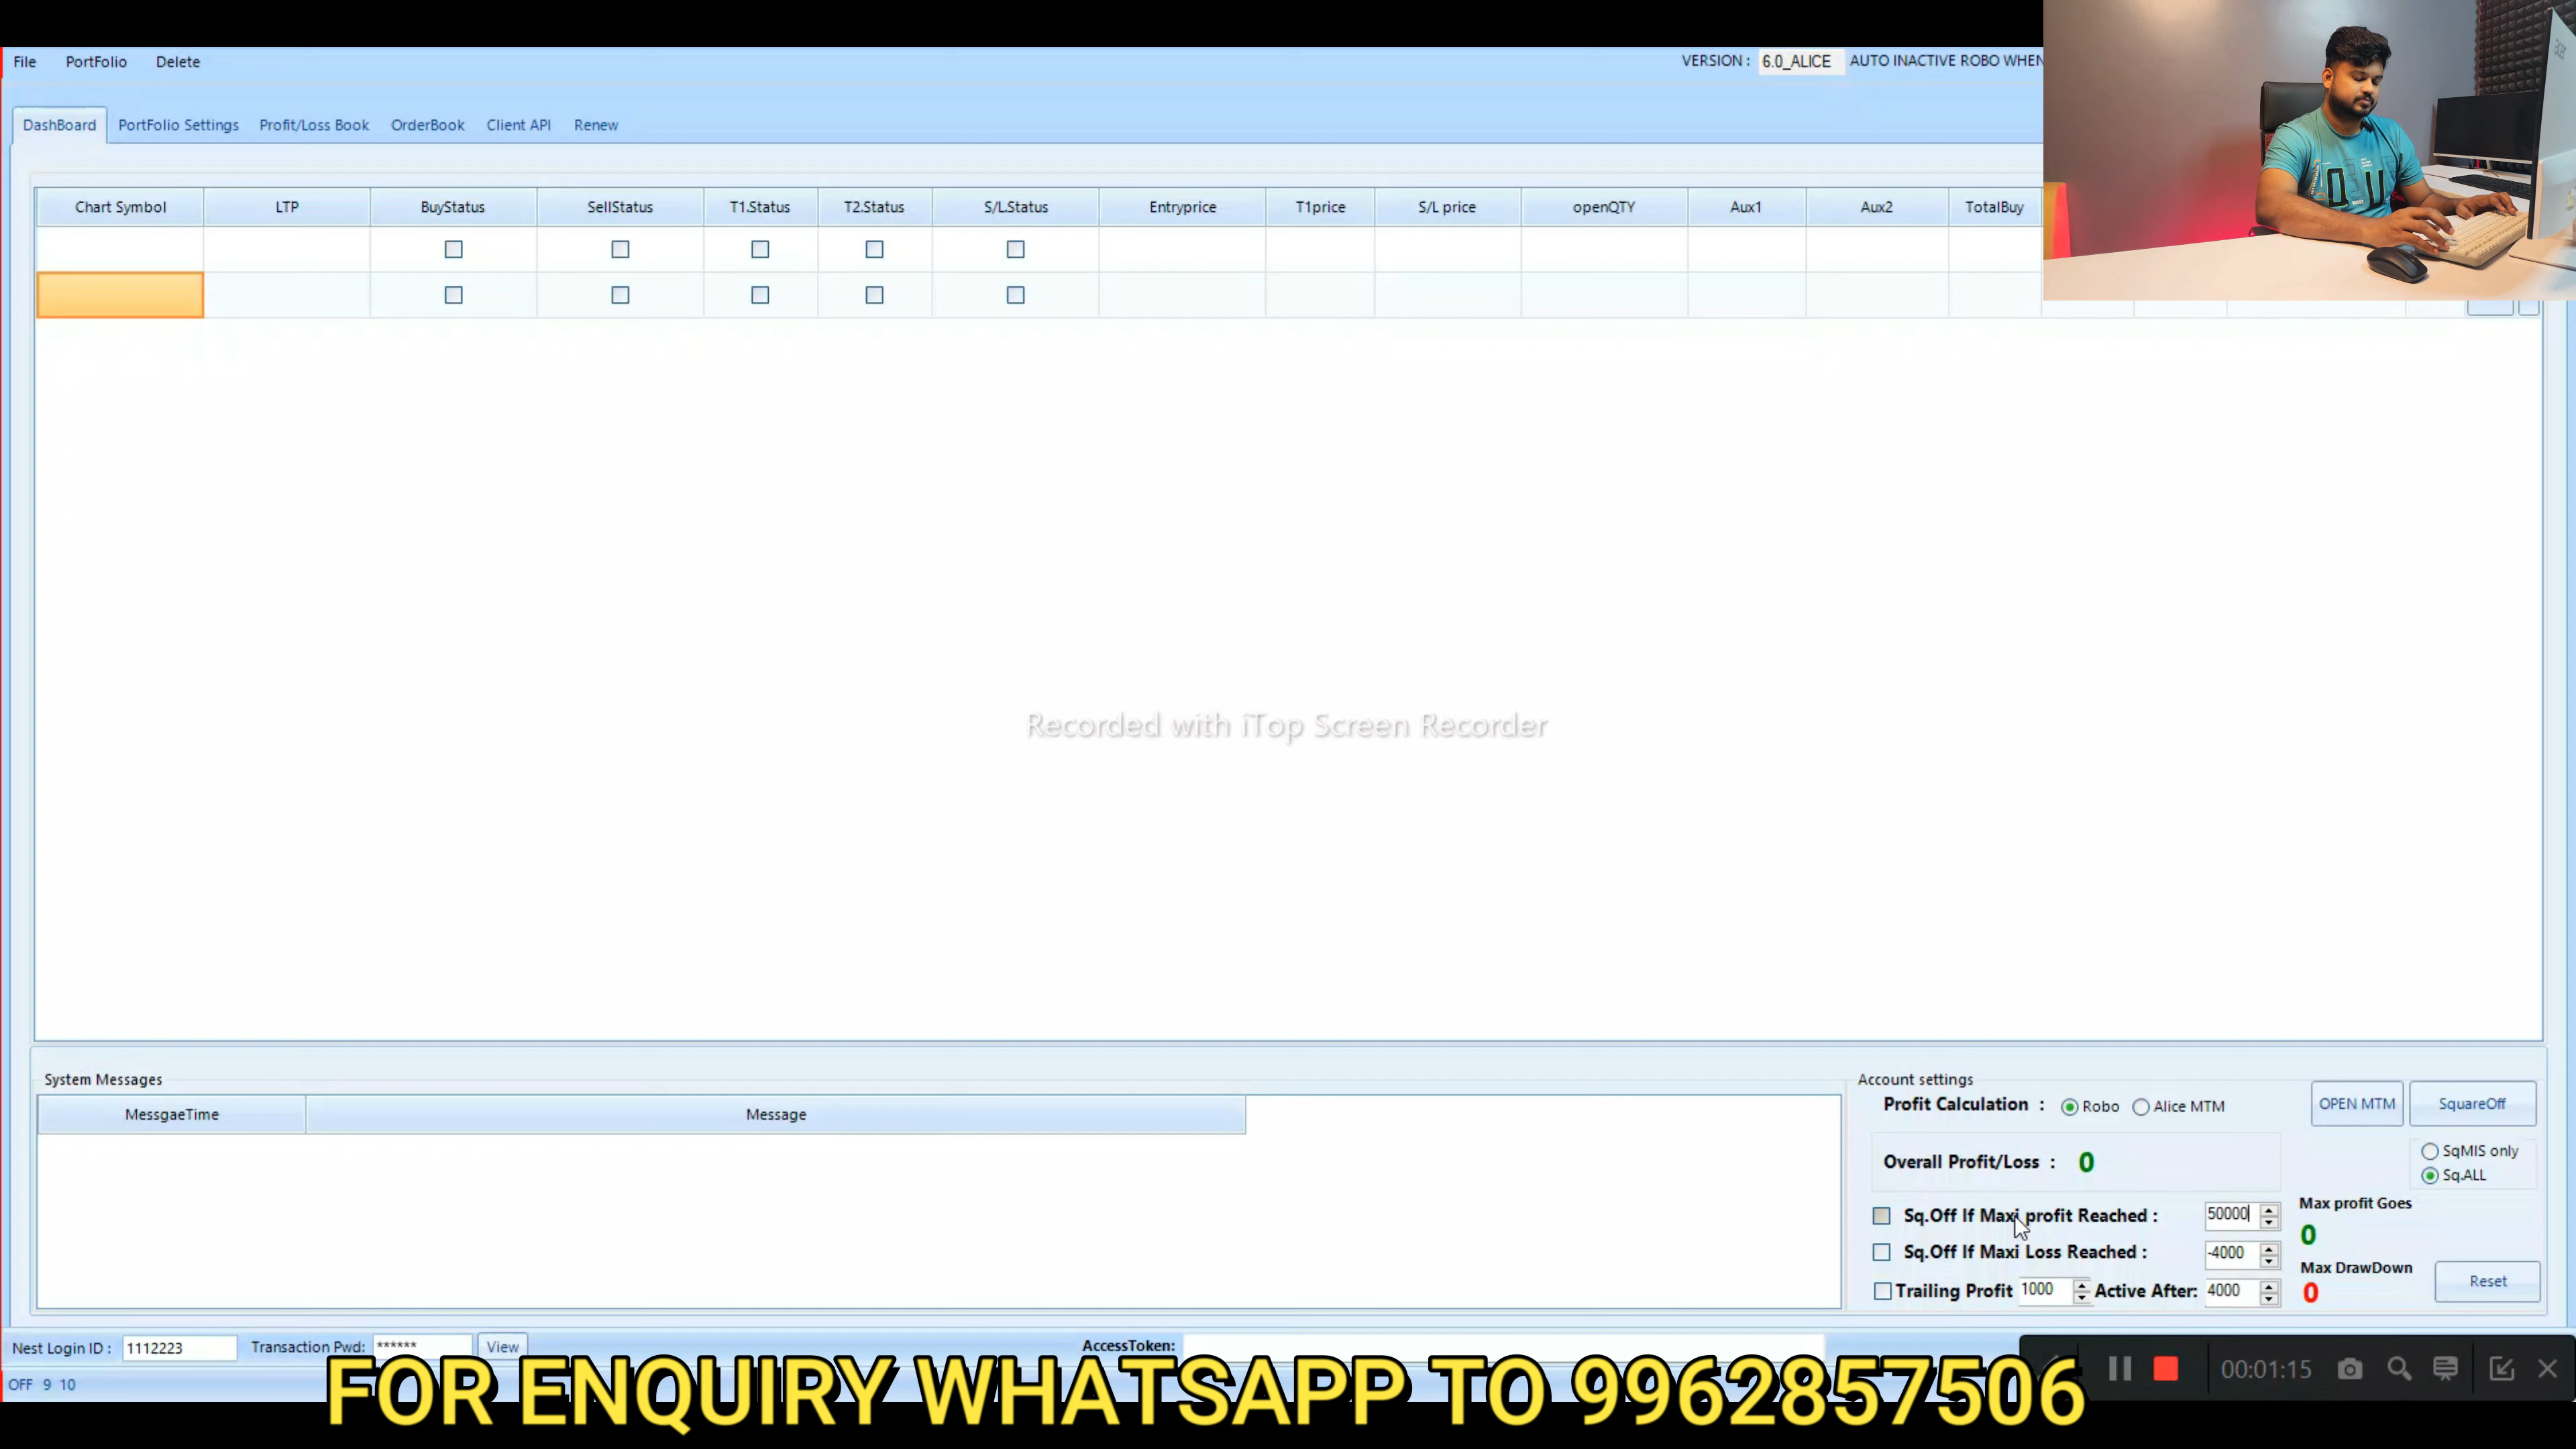 File PortFolio Delete VERSION : 6.0_ALICE AUTO INACTIVE ROBO WHEN
DashBoard PortFolio Settings Profit/Loss Book OrderBook Client API Renew
Chart Symbol LTP BuyStatus SellStatus T1.Status T2.Status S/L.Status Entryprice T1price S/L price openQTY Aux1 Aux2 TotalBuy
Recorded with iTop Screen Recorder
System Messages
MessgaeTime Message
Account settings
Profit Calculation : Robo Alice MTM OPEN MTM SquareOff
Overall Profit/Loss : 0 SqMIS only
Sq.ALL
Sq.Off If Maxi profit Reached : 50000 Max profit Goes
0
Sq.Off If Maxi Loss Reached : -4000 Max DrawDown
Trailing Profit 1000 Active After: 4000 0 Reset
Nest Login ID : 1112223 Transaction Pwd: ****** View AccessToken:
OFF 9 10
FOR ENQUIRY WHATSAPP TO 9962857506
00:01:15